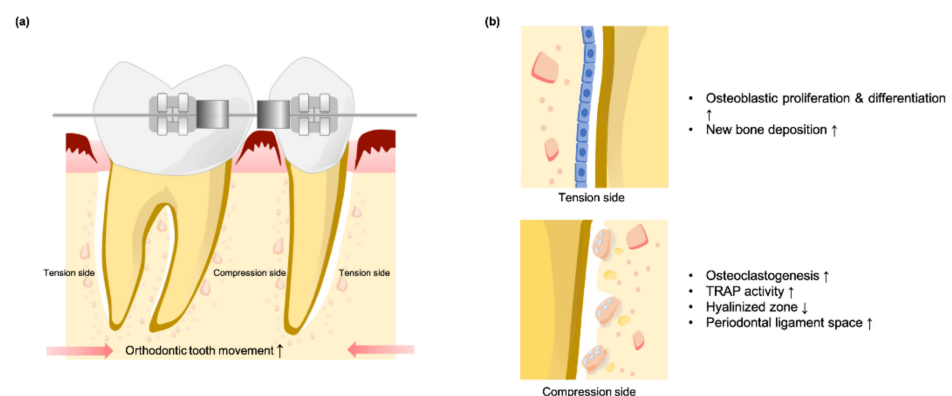 (a)
Tension side
Compression side
Tension side
Orthodontic tooth movement ↑
(b)
• Osteoblastic proliferation & differentiation
↑
• New bone deposition ↑
Tension side
• Osteoclastogenesis ↑
• TRAP activity ↑
• Hyalinized zone ↓
• Periodontal ligament space ↑
Compression side